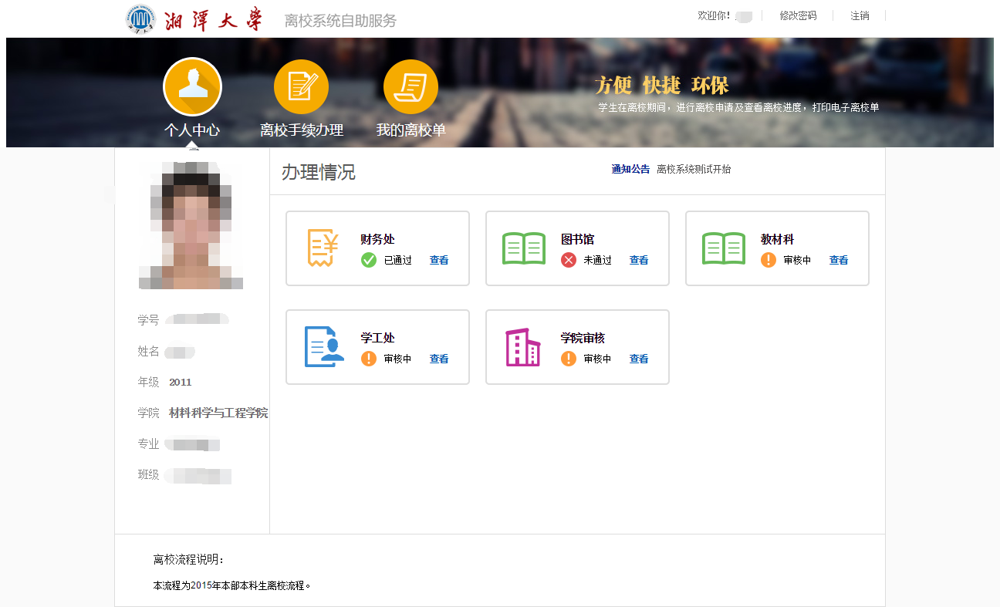 湘潭大学 离校系统自助服务 欢迎你! 修改密码 注销
方便 快捷 环保
学生在离校期间，进行离校申请及查看离校进度，打印电子离校单
个人中心 离校手续办理 我的离校单
办理情况 通知公告 离校系统测试开始
财务处 图书馆 教材科
已通过 查看 未通过 查看 审核中 查看
学工处 学院审核
审核中 查看 审核中 查看
学号
姓名
年级 2011
学院 材料科学与工程学院
专业
班级
离校流程说明：
本流程为2015年本部本科生离校流程。